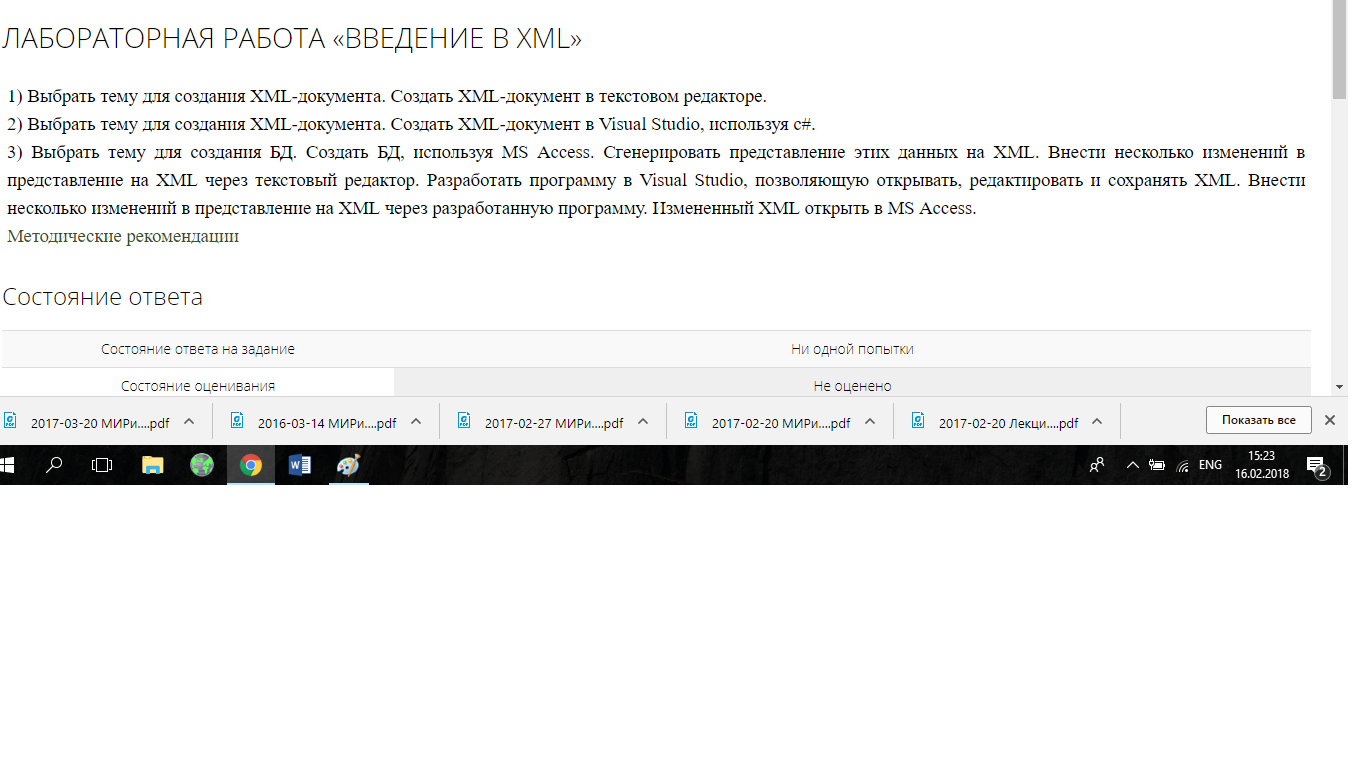 ЛАБОРАТОРНАЯ РАБОТА «ВВЕДЕНИЕ В XML»
1) Выбрать тему для создания XML-документа. Создать XML-документ в текстовом редакторе.
2) Выбрать тему для создания XML-документа. Создать XML-документ в Visual Studio, используя c#.
3) Выбрать тему для создания БД. Создать БД, используя MS Access. Сгенерировать представление этих данных на XML. Внести несколько изменений в
представление на XML через текстовый редактор. Разработать программу в Visual Studio, позволяющую открывать, редактировать и сохранять XML. Внести
несколько изменений в представление на XML через разработанную программу. Измененный XML открыть в MS Access.
Методические рекомендации
Состояние ответа
Состояние ответа на задание Ни одной попытки
Состояние оценивания Не оценено
2017-03-20 МИРи....pdf 2016-03-14 МИРи....pdf 2017-02-27 МИРи....pdf 2017-02-20 МИРи....pdf 2017-02-20 Лекци....pdf Показать все
ENG 15:23
16.02.2018 2